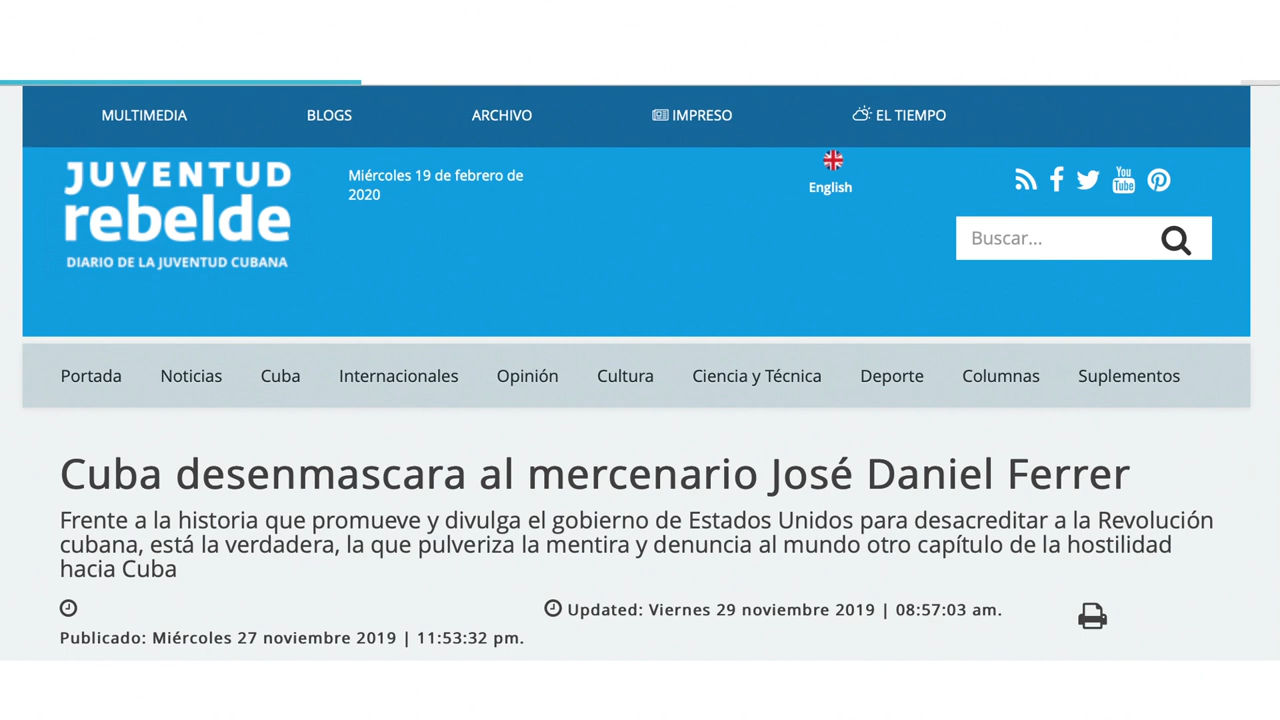 MULTIMEDIA BLOGS ARCHIVO IMPRESO EL TIEMPO
JUVENTUD
rebelde
DIARIO DE LA JUVENTUD CUBANA
Miércoles 19 de febrero de
2020
English
You
Tube
Buscar...
Portada Noticias Cuba Internacionales Opinión Cultura Ciencia y Técnica Deporte Columnas Suplementos
Cuba desenmascara al mercenario José Daniel Ferrer
Frente a la historia que promueve y divulga el gobierno de Estados Unidos para desacreditar a la Revolución
cubana, está la verdadera, la que pulveriza la mentira y denuncia al mundo otro capítulo de la hostilidad
hacia Cuba
Updated: Viernes 29 noviembre 2019 | 08:57:03 am.
Publicado: Miércoles 27 noviembre 2019 | 11:53:32 pm.